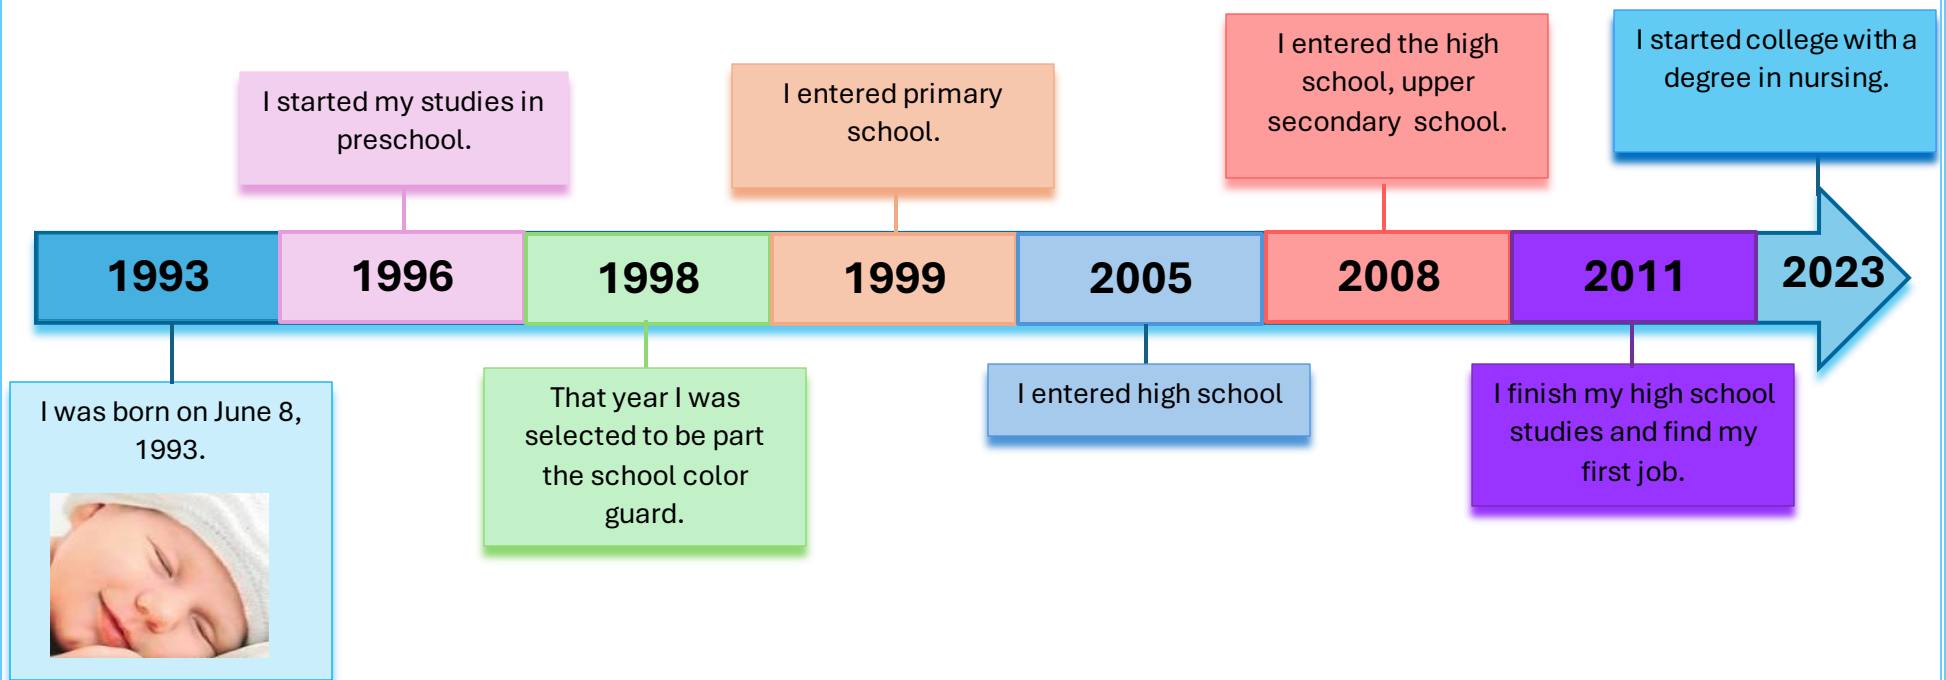 I started my studies in
preschool.
I entered primary
school.
I entered the high
school, upper
secondary school.
I started college with a
degree in nursing.
1993
1996
1998
1999
2005
2008
2011
2023
I was born on June 8,
1993.
That year I was
selected to be part
the school color
guard.
I entered high school
I finish my high school
studies and find my
first job.